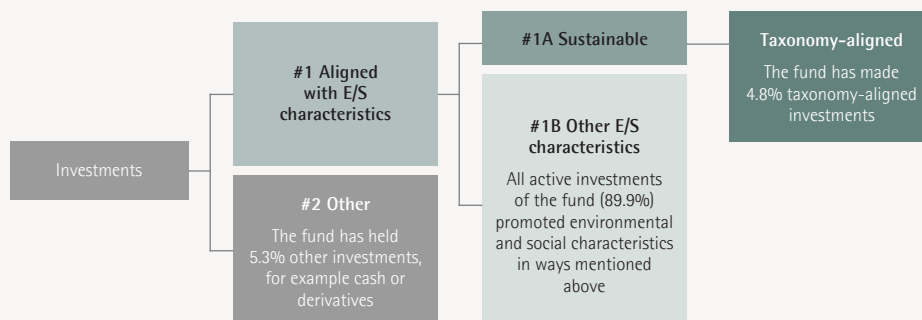 Investments
#1 Aligned
with E/S
characteristics
#2 Other
The fund has held
5.3% other investments,
for example cash or
derivatives
#1A Sustainable
#1B Other E/S
characteristics
All active investments
of the fund (89.9%)
promoted environmental
and social characteristics
in ways mentioned
above
Taxonomy-aligned
The fund has made
4.8% taxonomy-aligned
investments